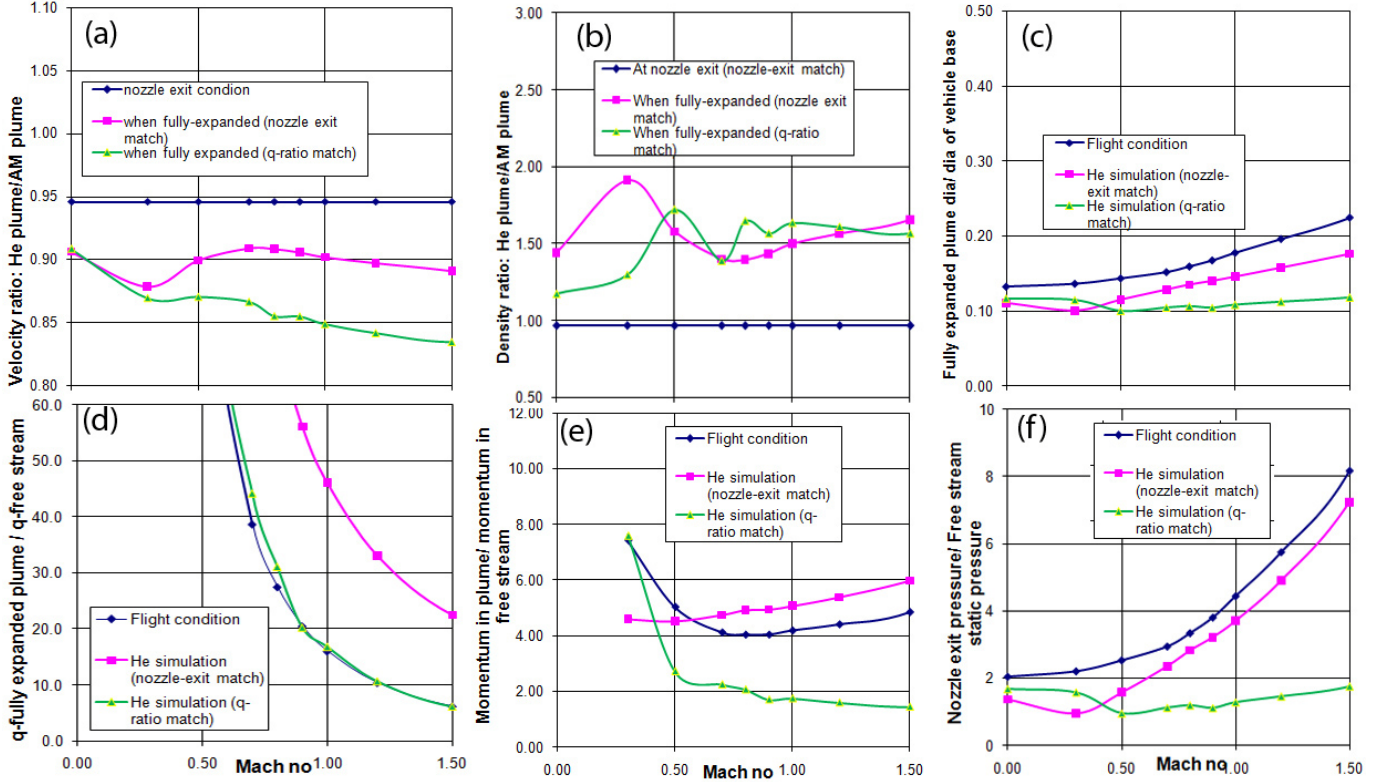 (a)
Velocity ratio: He plume/AM plume
1.10
1.05
1.00
0.95
0.90
0.85
0.80
nozzle exit condion
when fully-expanded (nozzle exit
match)
when fully expanded (q-ratio match)
(b)
Density ratio: He plume/AM plume
3.00
2.50
2.00
1.50
1.00
0.50
At nozzle exit (nozzle-exit match)
When fully-expanded (nozzle exit
match)
When fully-expanded (q-ratio
match)
(c)
Fully expanded plume dia/ dia of vehicle base
0.50
0.40
0.30
0.20
0.10
0.00
Flight condition
He simulation (nozzle-
exit match)
He simulation (q-ratio
match)
(d)
q-fully expanded plume / q-free stream
60.0
50.0
40.0
30.0
20.0
10.0
0.0
Flight condition
He simulation
(nozzle-exit match)
He simulation (q-
ratio match)
0.00
0.50
1.00
1.50
Mach no
(e)
Momentum in plume/ momentum in
free stream
12.00
10.00
8.00
6.00
4.00
2.00
0.00
Flight condition
He simulation
(nozzle-exit match)
He simulation (q-
ratio match)
0.00
0.50
1.00
1.50
Mach no
(f)
Nozzle exit pressure/ Free stream
static pressure
10
8
6
4
2
0
Flight condition
He simulation
(nozzle-exit match)
He simulation (q-
ratio match)
0.00
0.50
1.00
1.50
Mach no